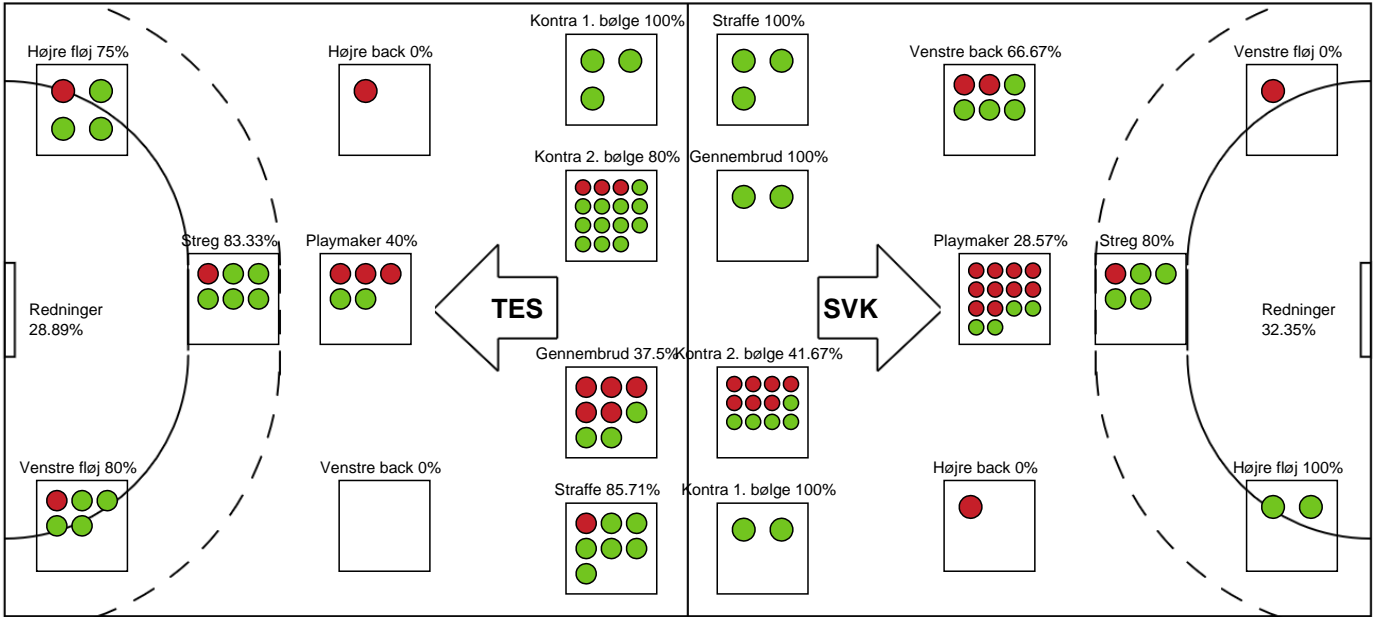 Kontra 1. bølge 100%
Straffe 100%
Højre fløj 75%
Højre back 0%
Venstre back 66.67%
Venstre fløj 0%
Kontra 2. bølge 80%
Gennembrud 100%
Streg 83.33%
Playmaker 40%
Playmaker 28.57%
Streg 80%
TES
SVK
Redninger
28.89%
Redninger
32.35%
Gennembrud 37.5%
Kontra 2. bølge 41.67%
Venstre fløj 80%
Venstre back 0%
Højre back 0%
Højre fløj 100%
Straffe 85.71%
Kontra 1. bølge 100%